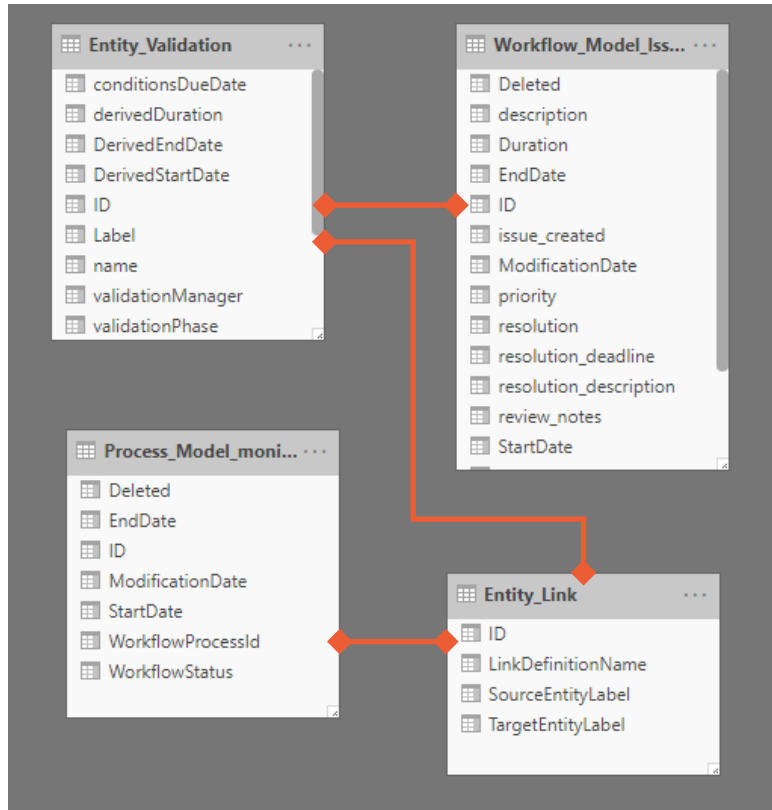 Entity_Validation ...
conditionsDueDate
derivedDuration
DerivedEndDate
DerivedStartDate
ID
Label
name
validationManager
validationPhase
Workflow_Model_Iss... ...
Deleted
description
Duration
EndDate
ID
issue_created
ModificationDate
priority
resolution
resolution_deadline
resolution_description
review_notes
StartDate
Process_Model_moni... ...
Deleted
EndDate
ID
ModificationDate
StartDate
WorkflowProcessId
WorkflowStatus
Entity_Link ...
ID
LinkDefinitionName
SourceEntityLabel
TargetEntityLabel